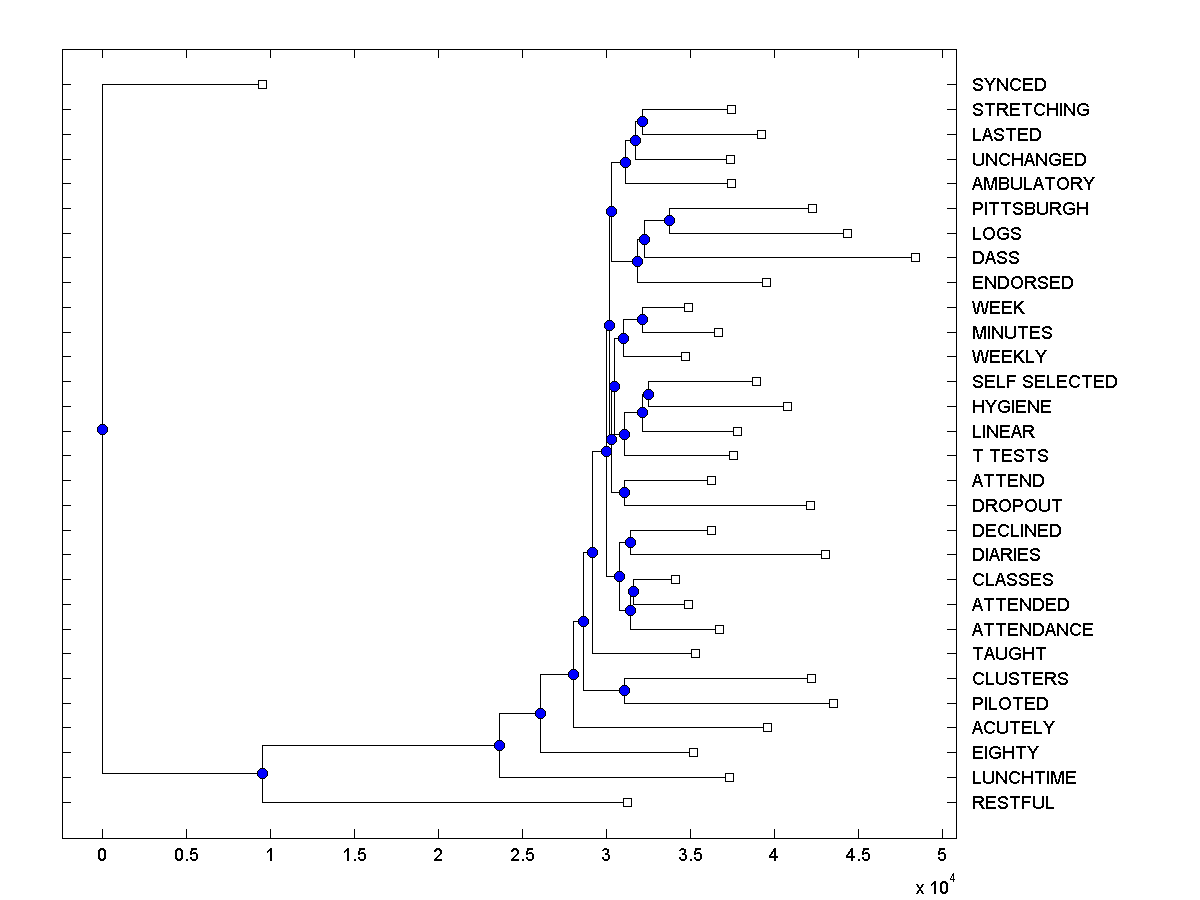 SYNCED
STRETCHING
LASTED
UNCHANGED
AMBULATORY
PITTSBURGH
LOGS
DASS
ENDORSED
WEEK
MINUTES
WEEKLY
SELF SELECTED
HYGIENE
LINEAR
T TESTS
ATTEND
DROPOUT
DECLINED
DIARIES
CLASSES
ATTENDED
ATTENDANCE
TAUGHT
CLUSTERS
PILOTED
ACUTELY
EIGHTY
LUNCHTIME
RESTFUL
0 0.5 1 1.5 2 2.5 3 3.5 4 4.5 5
x 10^4